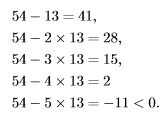 54 − 13 = 41,
54 − 2 × 13 = 28,
54 − 3 × 13 = 15,
54 − 4 × 13 = 2
54 − 5 × 13 = −11 < 0.